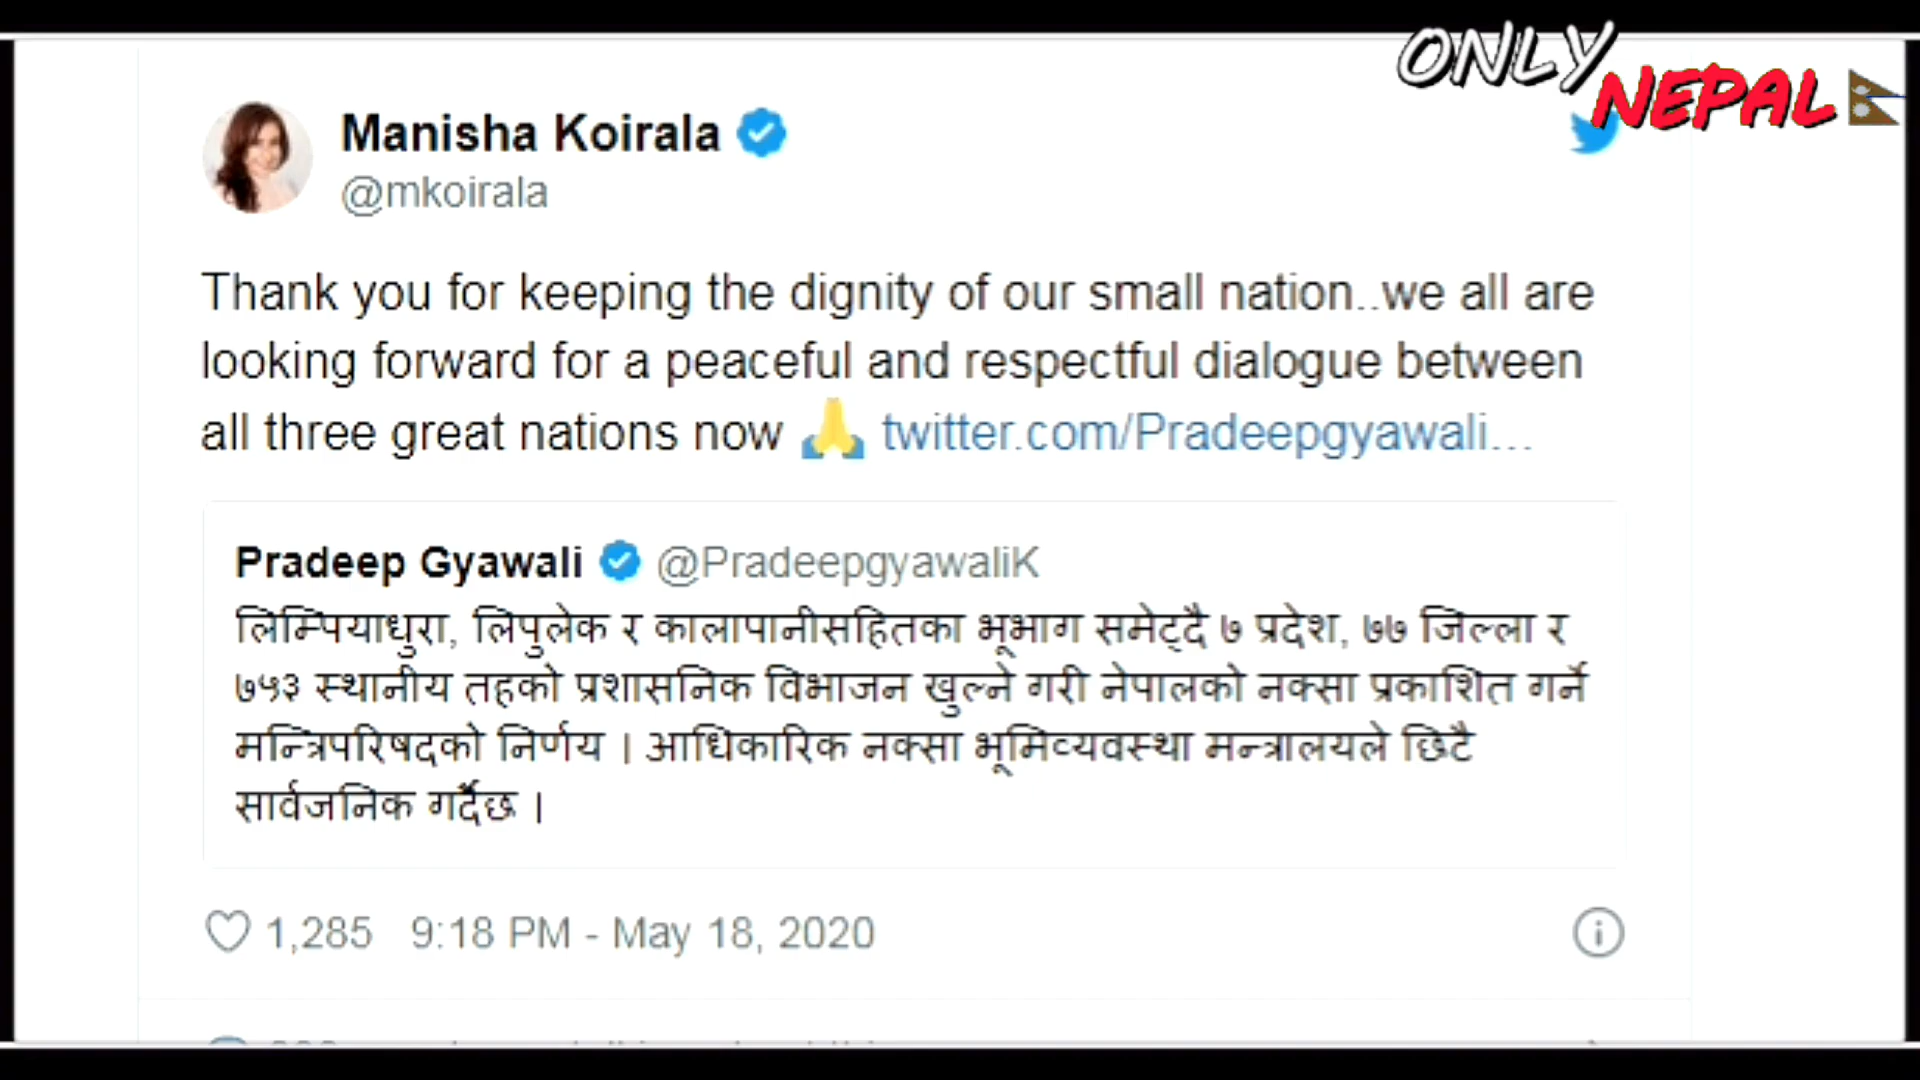 ONLY
NEPAL
Manisha Koirala
@mkoirala
Thank you for keeping the dignity of our small nation..we all are
looking forward for a peaceful and respectful dialogue between
all three great nations now 🙏 twitter.com/Pradeepgyawali…
Pradeep Gyawali @PradeepgyawaliK
लिम्पियाधुरा, लिपुलेक र कालापानीसहितका भूभाग समेट्दै ७ प्रदेश, ७७ जिल्ला र
७५३ स्थानीय तहको प्रशासनिक विभाजन खुल्ने गरी नेपालको नक्सा प्रकाशित गर्ने
मन्त्रिपरिषदको निर्णय । आधिकारिक नक्सा भूमिव्यवस्था मन्त्रालयले छिटै
सार्वजनिक गर्दैछ ।
1,285 9:18 PM - May 18, 2020